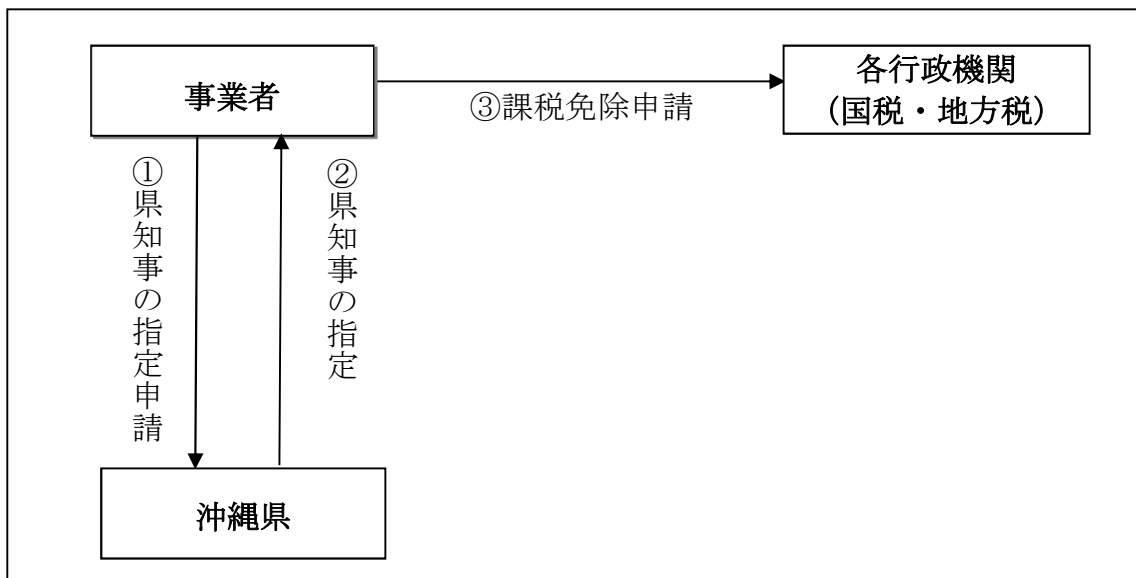 事業者
各行政機関
（国税・地方税）
③課税免除申請
①県知事の指定申請
②県知事の指定
沖縄県